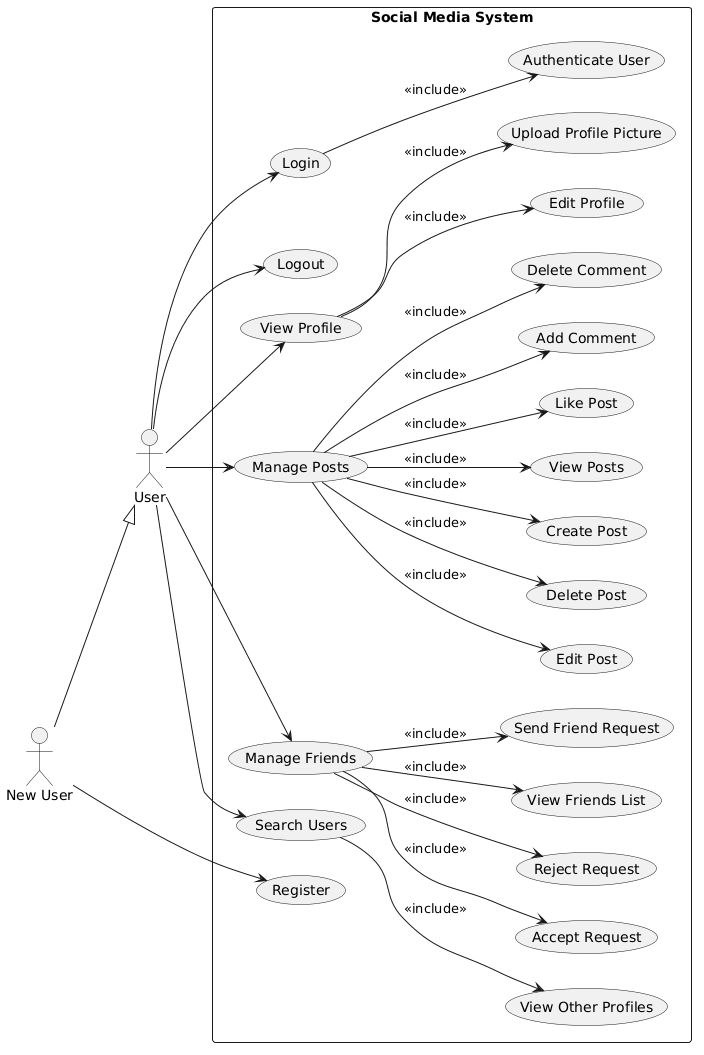 Social Media System
Authenticate User
«include»
Upload Profile Picture
«include»
Login
Edit Profile
«include»
Logout
Delete Comment
«include»
View Profile
Add Comment
«include»
Like Post
«include»
Manage Posts
«include»
View Posts
«include»
User
Create Post
«include»
Delete Post
«include»
Edit Post
Send Friend Request
«include»
Manage Friends
«include»
View Friends List
New User
«include»
Search Users
«include»
Reject Request
Register
«include»
Accept Request
View Other Profiles